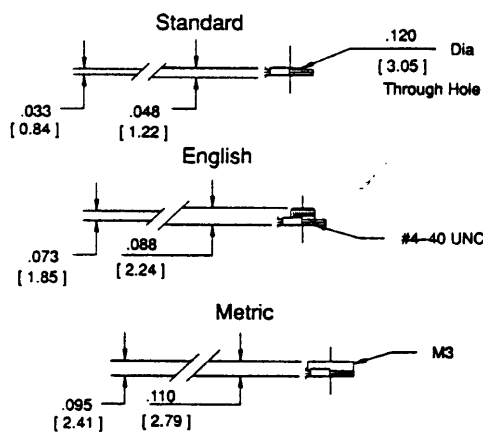 Standard
.120 Dia
[ 3.05 ]
Through Hole
.033
[ 0.84 ]
.048
[ 1.22 ]
English
.073
[ 1.85 ]
.088
[ 2.24 ]
#4-40 UNC
Metric
M3
.095
[ 2.41 ]
.110
[ 2.79 ]